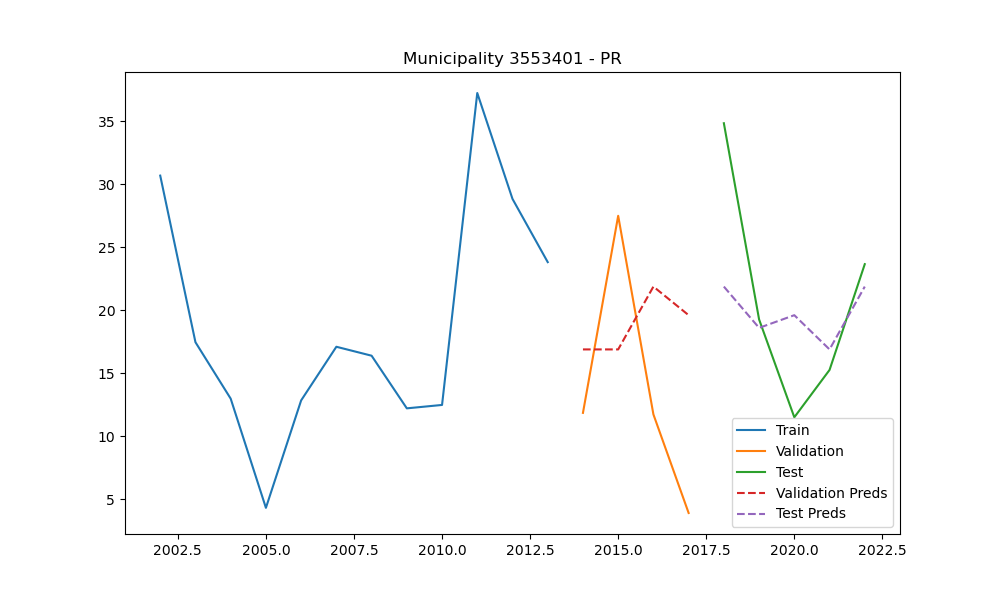 Municipality 3553401 - PR
35
30
25
20
15
10
5
2002.5 2005.0 2007.5 2010.0 2012.5 2015.0 2017.5 2020.0 2022.5
Train
Validation
Test
Validation Preds
Test Preds